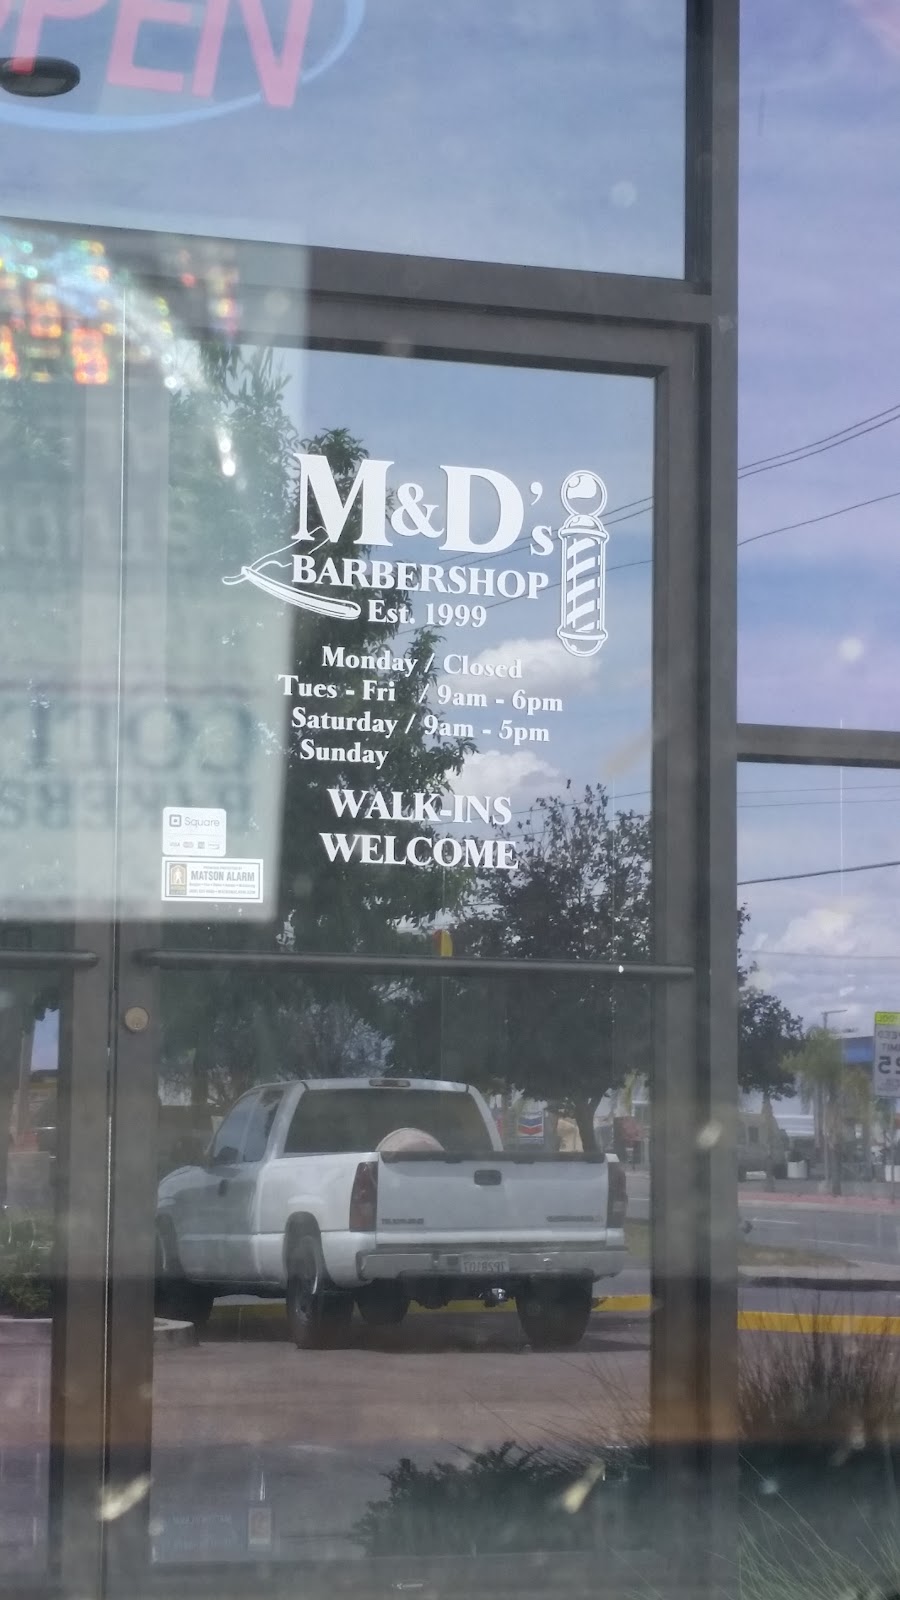 OPEN
M&D's
BARBERSHOP
Est. 1999
Monday / Closed
Tues - Fri / 9am - 6pm
Saturday / 9am - 5pm
Sunday
WALK-INS
WELCOME
Square
MATSON ALARM
25